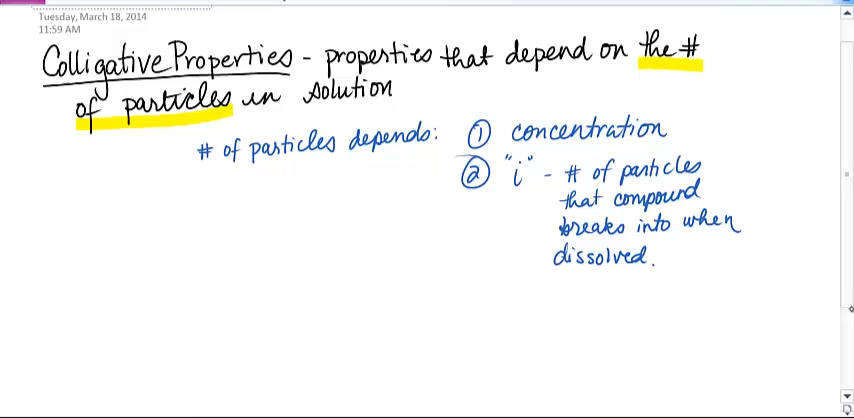 Tuesday, March 18, 2014
11:59 AM
Colligative Properties - properties that depend on the #
of particles in solution
# of particles depends: ① concentration
② "i" - # of particles
that compound
breaks into when
dissolved.